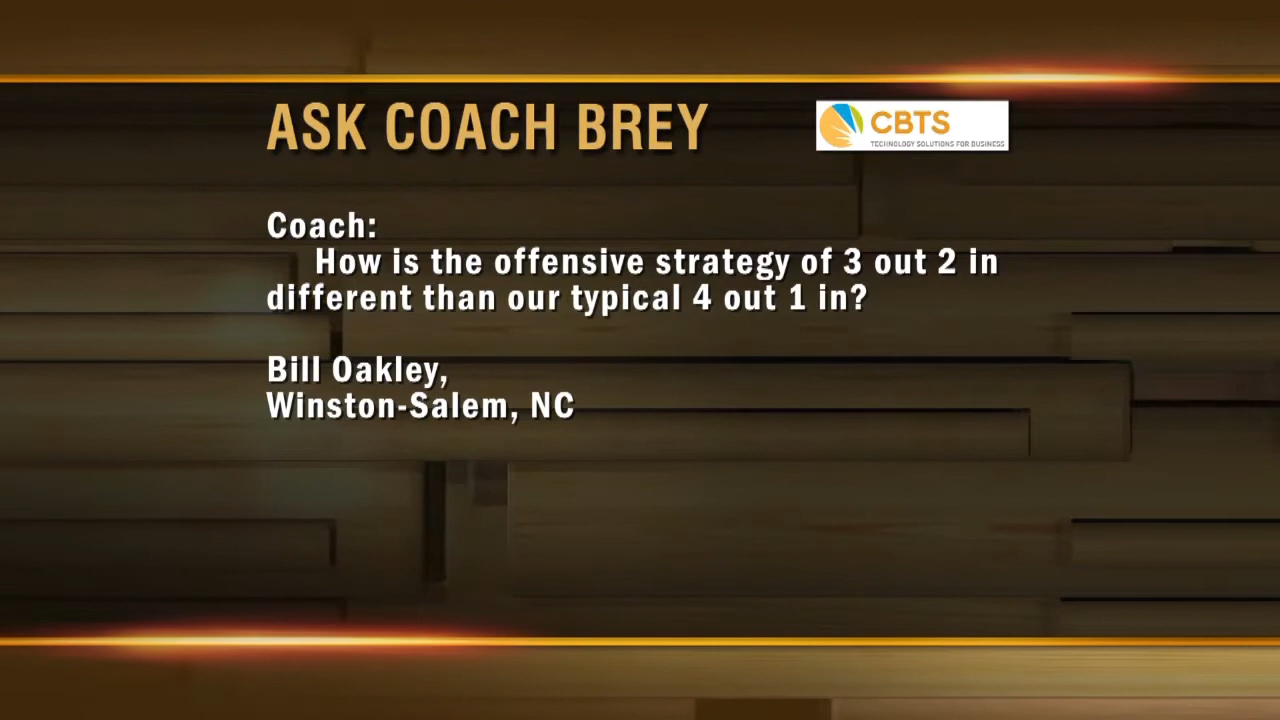 ASK COACH BREY
CBTS
TECHNOLOGY SOLUTIONS FOR BUSINESS
Coach:
How is the offensive strategy of 3 out 2 in
different than our typical 4 out 1 in?
Bill Oakley,
Winston-Salem, NC